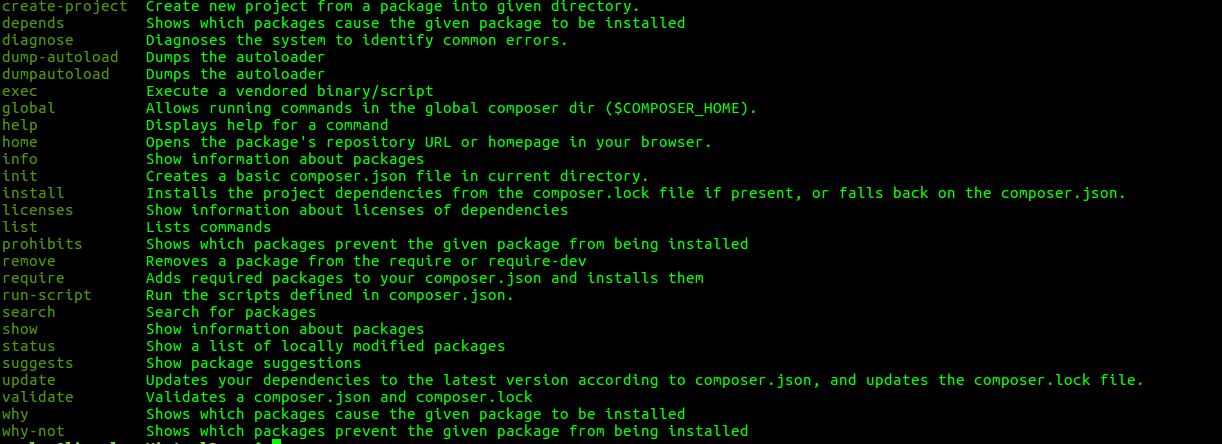 create-project Create new project from a package into given directory.
depends Shows which packages cause the given package to be installed
diagnose Diagnoses the system to identify common errors.
dump-autoload Dumps the autoloader
dumpautoload Dumps the autoloader
exec Execute a vendored binary/script
global Allows running commands in the global composer dir ($COMPOSER_HOME).
help Displays help for a command
home Opens the package's repository URL or homepage in your browser.
info Show information about packages
init Creates a basic composer.json file in current directory.
install Installs the project dependencies from the composer.lock file if present, or falls back on the composer.json.
licenses Show information about licenses of dependencies
list Lists commands
prohibits Shows which packages prevent the given package from being installed
remove Removes a package from the require or require-dev
require Adds required packages to your composer.json and installs them
run-script Run the scripts defined in composer.json.
search Search for packages
show Show information about packages
status Show a list of locally modified packages
suggests Show package suggestions
update Updates your dependencies to the latest version according to composer.json, and updates the composer.lock file.
validate Validates a composer.json and composer.lock
why Shows which packages cause the given package to be installed
why-not Shows which packages prevent the given package from being installed